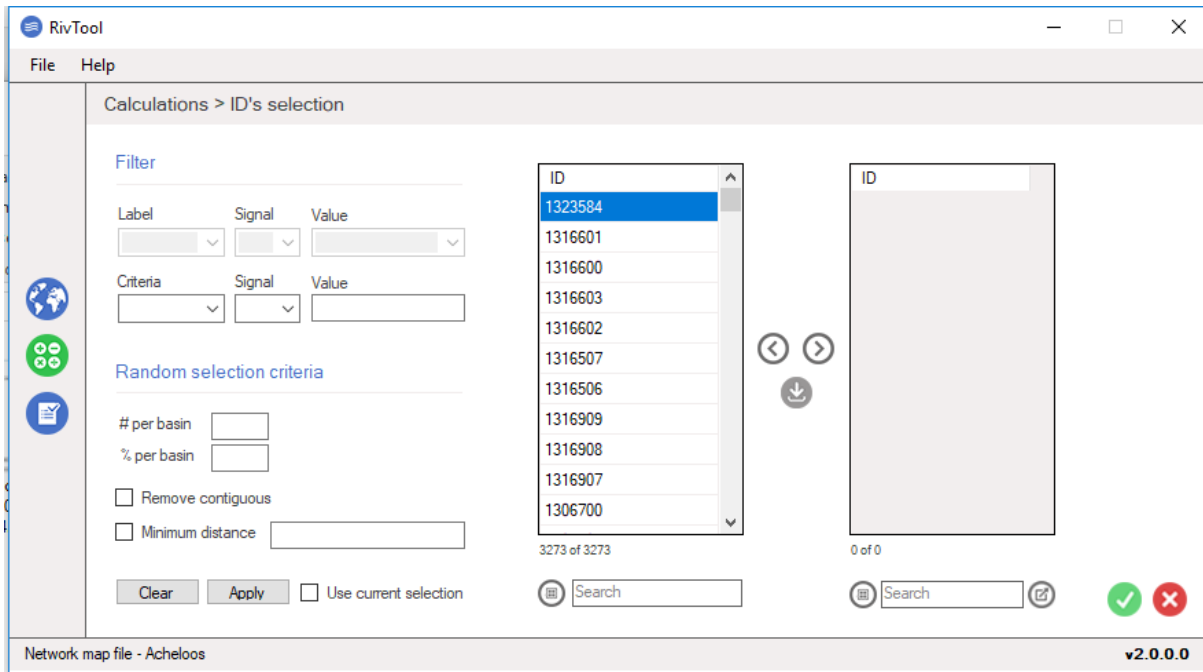 RivTool
File Help
Calculations > ID's selection
Filter
Label Signal Value
Criteria Signal Value
Random selection criteria
# per basin
% per basin
Remove contiguous
Minimum distance
Clear Apply Use current selection
ID
1323584
1316601
1316600
1316603
1316602
1316507
1316506
1316909
1316908
1316907
1306700
3273 of 3273
Search
ID
0 of 0
Search
Network map file - Acheloos
v2.0.0.0